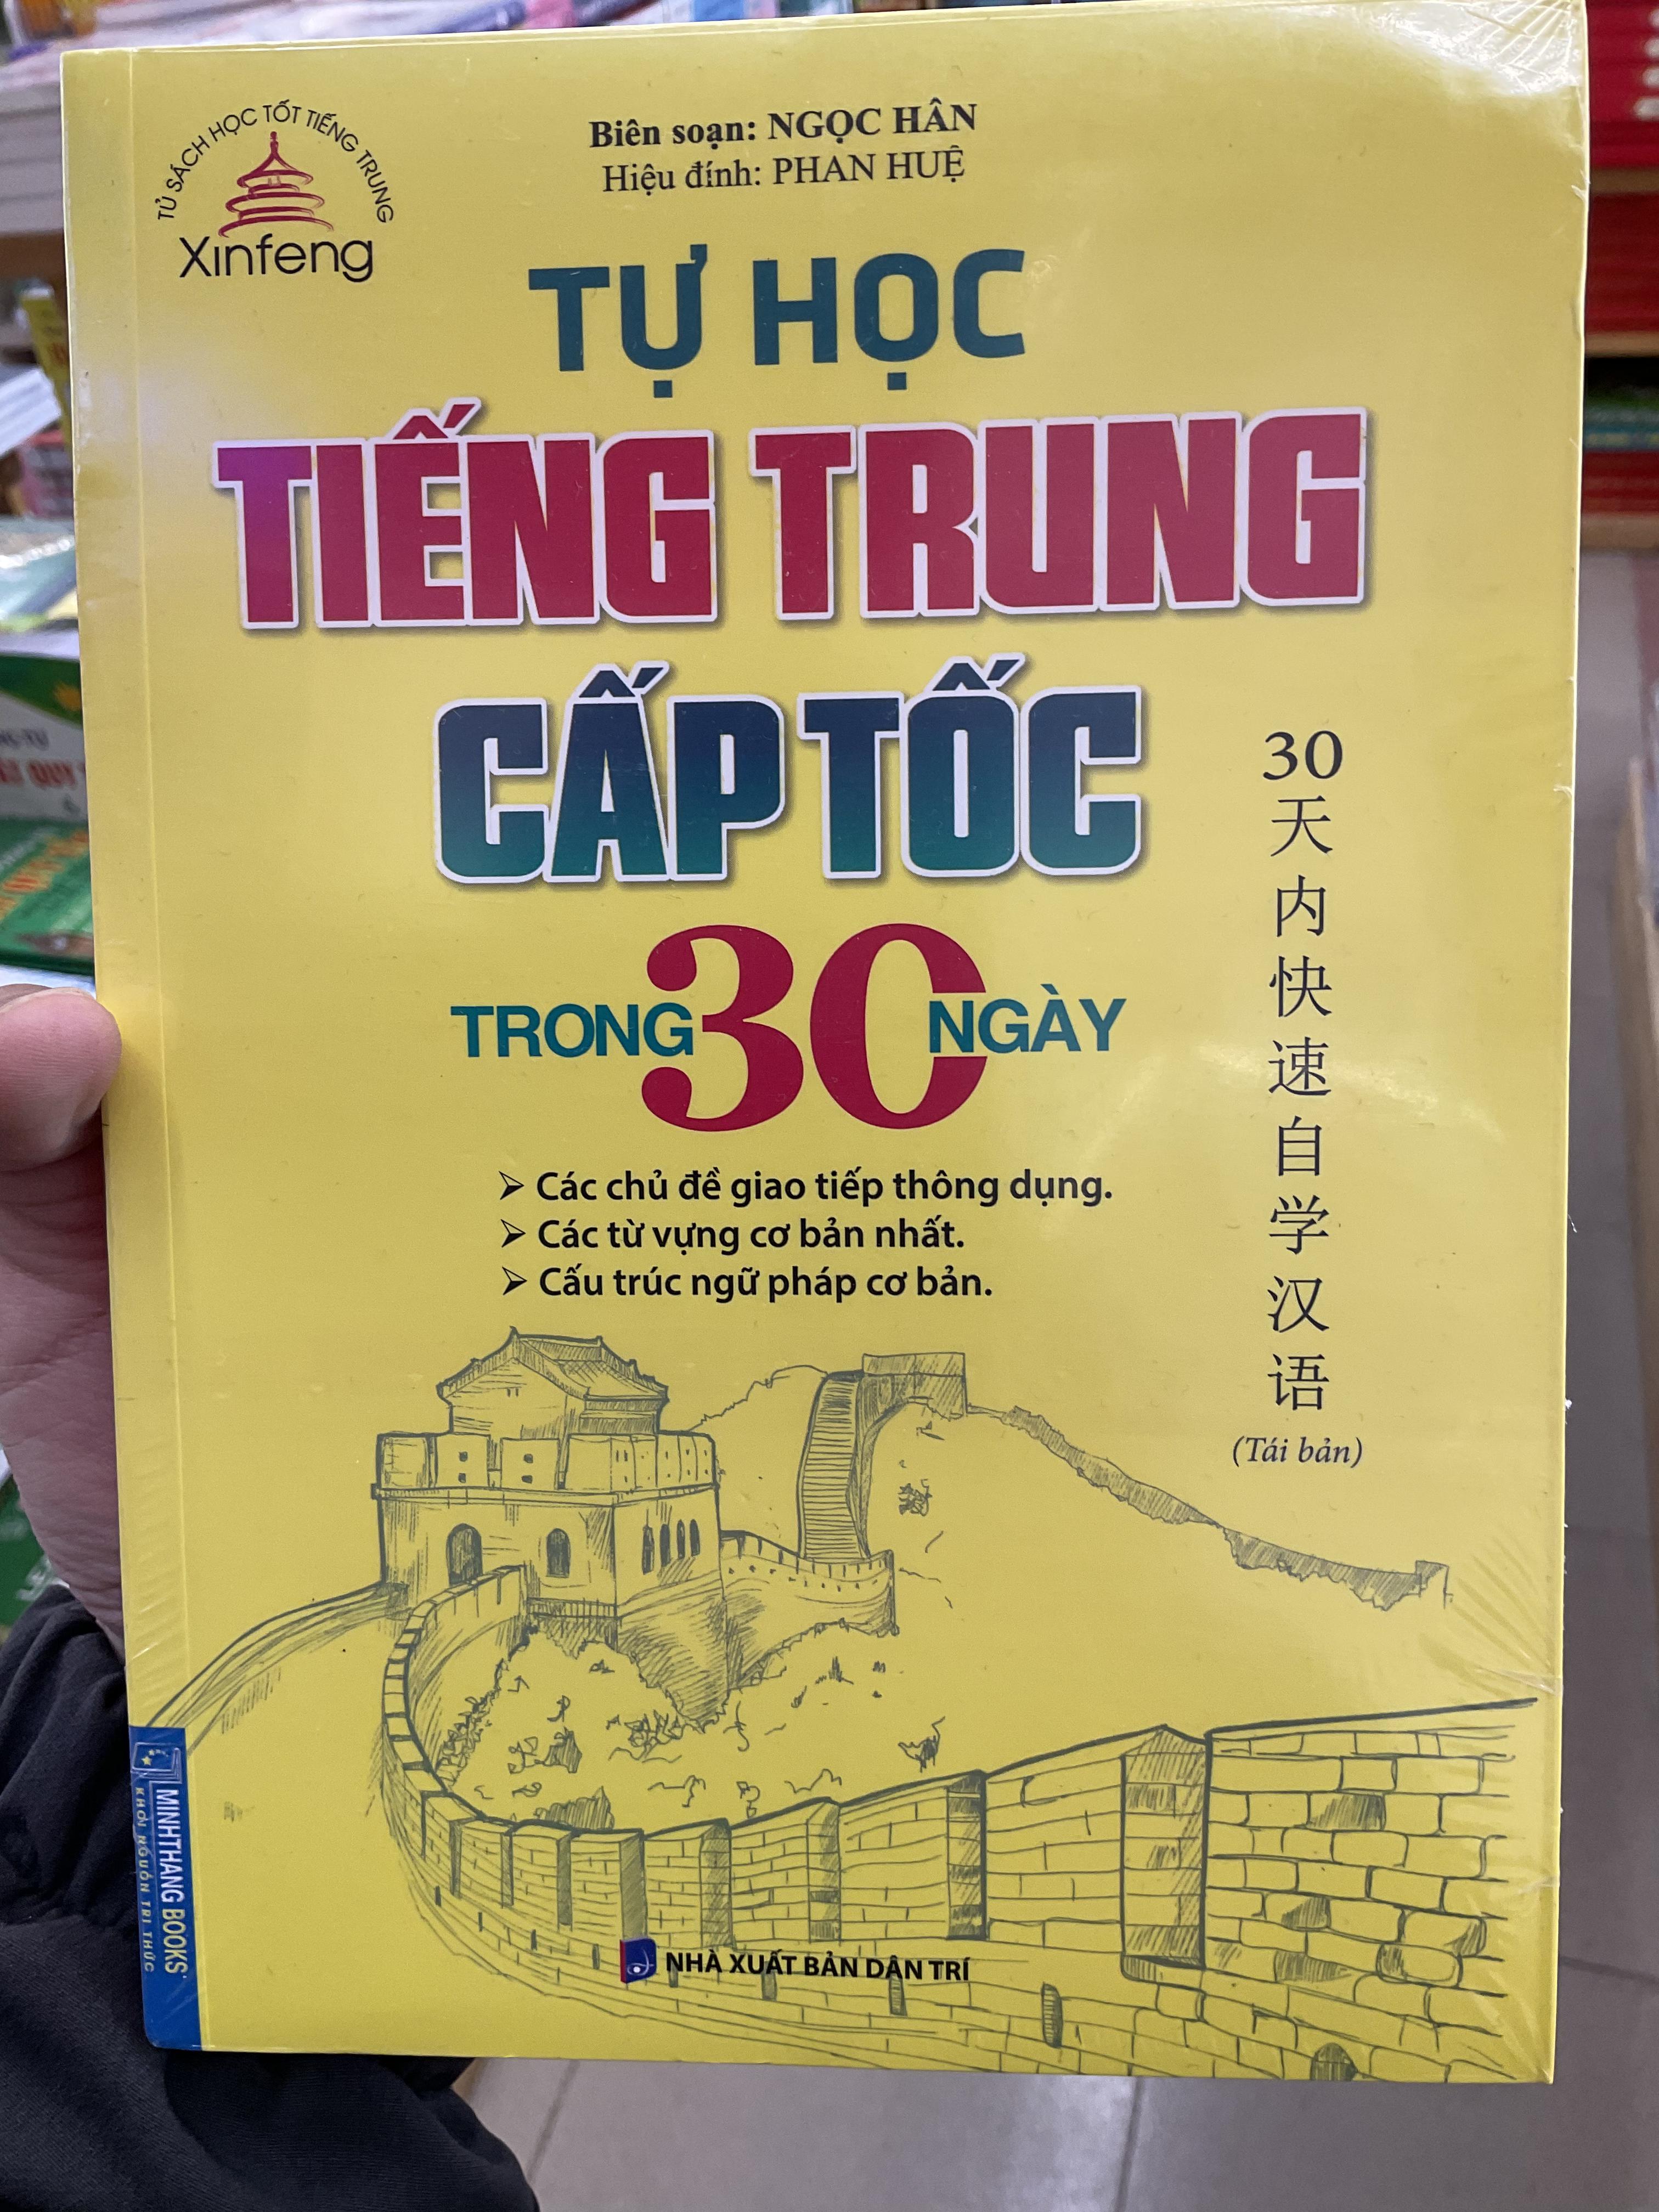 TỦ SÁCH HỌC TỐT TIẾNG TRUNG
Xinfeng
Biên soạn: NGỌC HÂN
Hiệu đính: PHAN HUỆ
TỰ HỌC
TIẾNG TRUNG
CẤP TỐC
TRONG 30 NGÀY
30天内快速自学汉语
(Tái bản)
➢ Các chủ đề giao tiếp thông dụng.
➢ Các từ vựng cơ bản nhất.
➢ Cấu trúc ngữ pháp cơ bản.
MINHTHANG BOOKS
KHƠI NGUỒN TRI THỨC
NHÀ XUẤT BẢN DÂN TRÍ